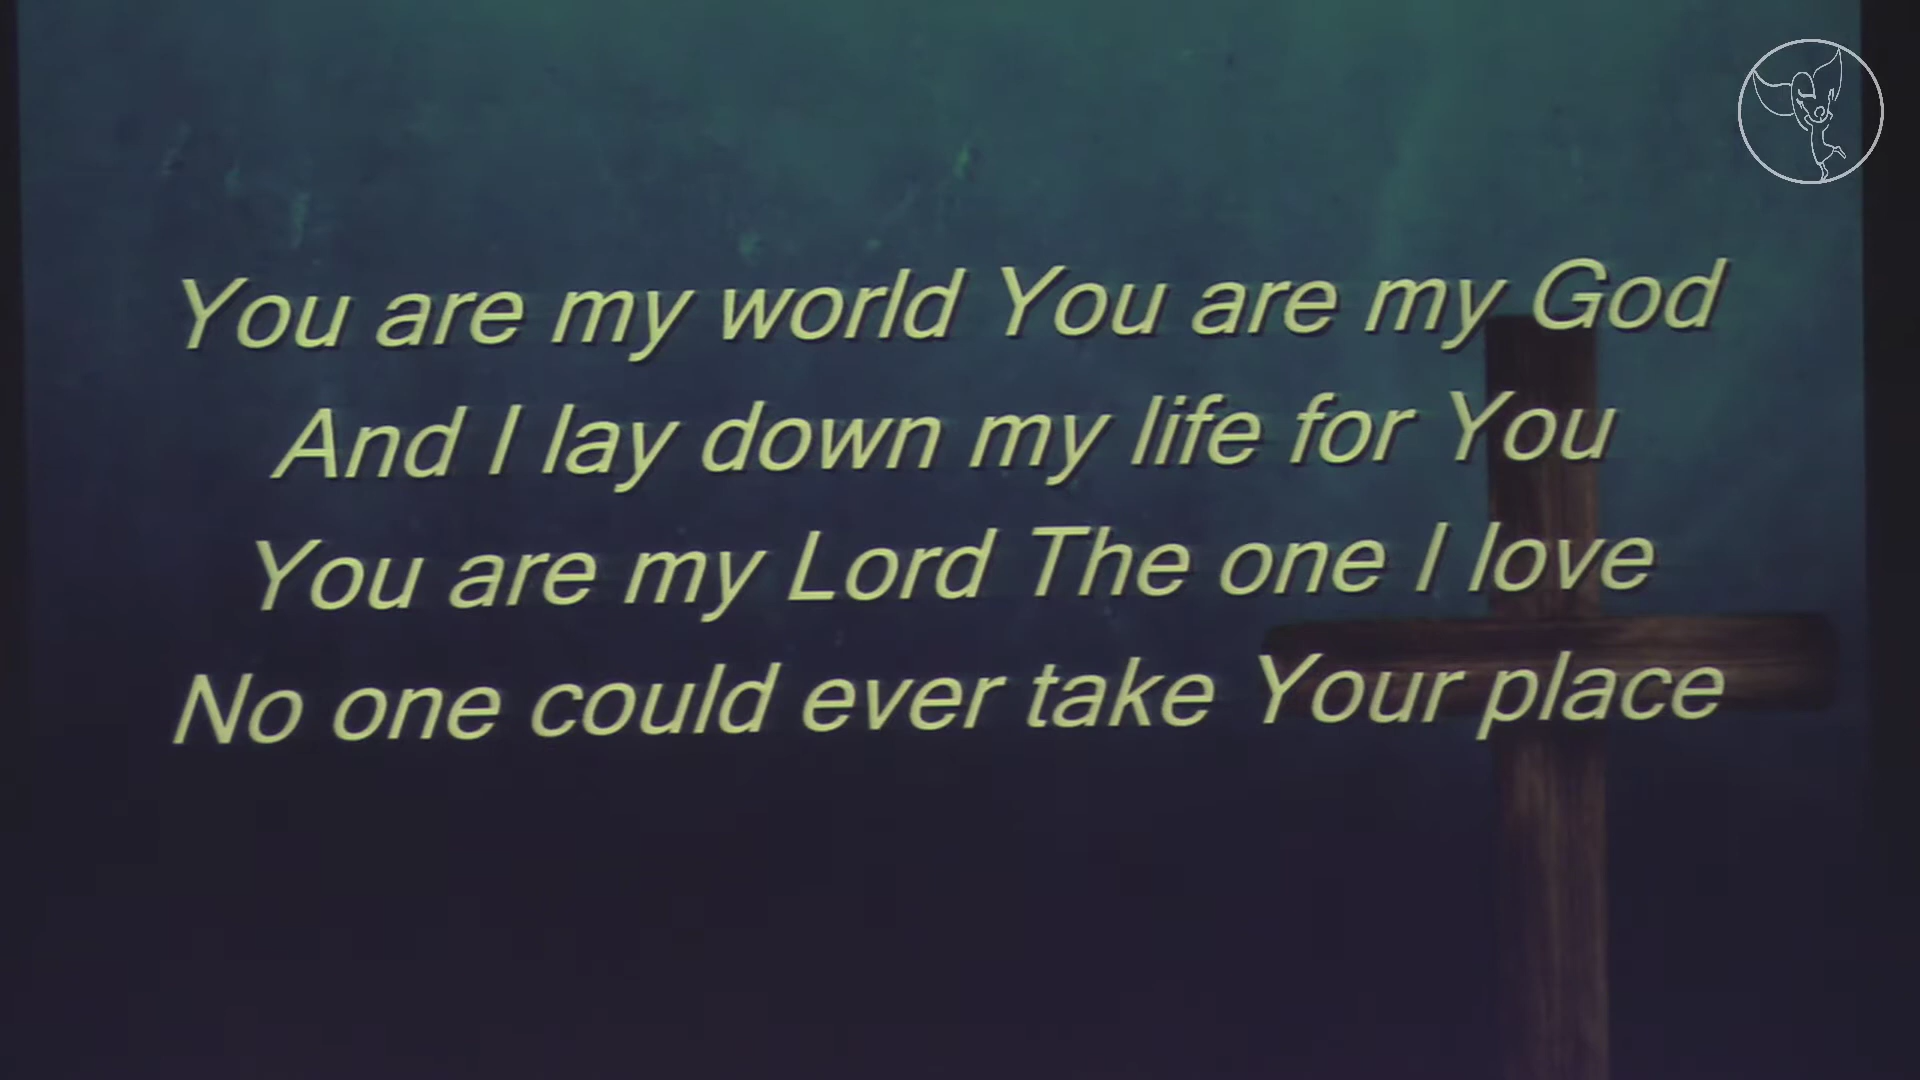 You are my world You are my God
And I lay down my life for You
You are my Lord The one I love
No one could ever take Your place